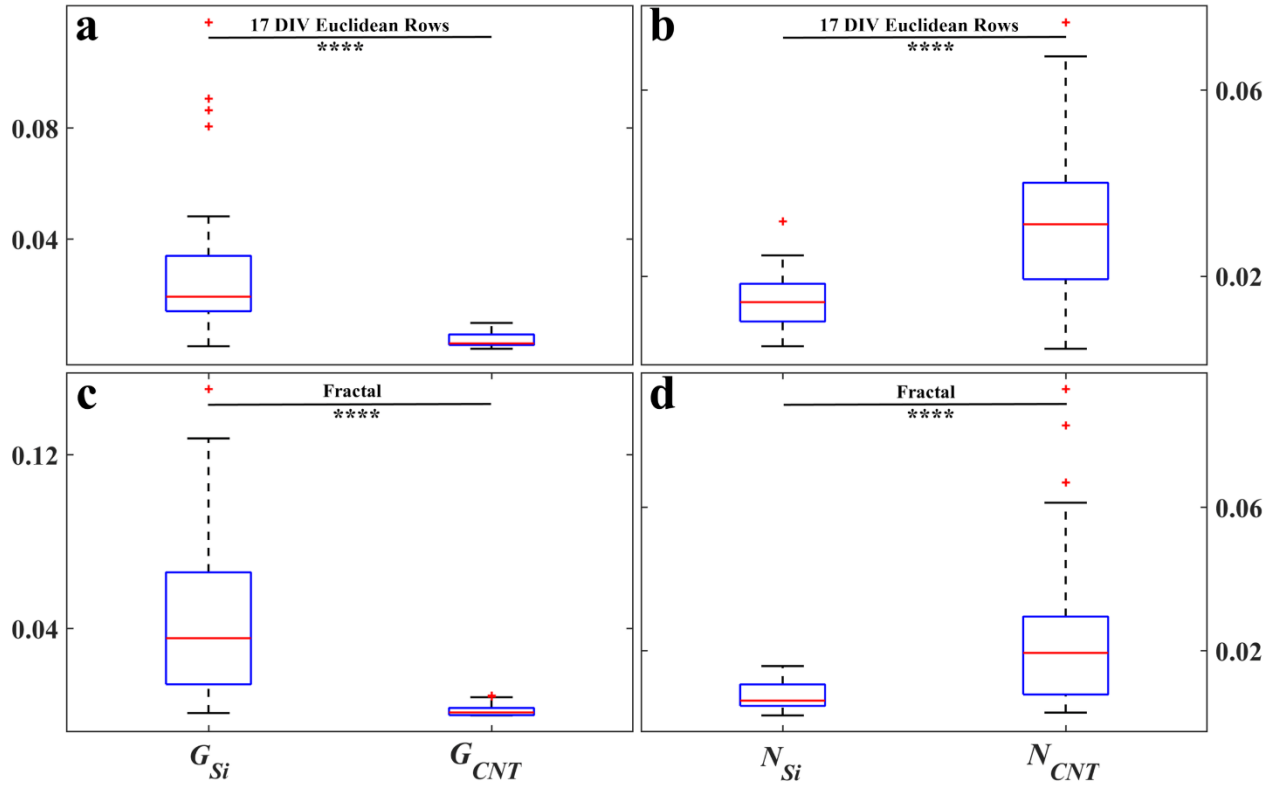 a
17 DIV Euclidean Rows
****
0.08
0.04
b
17 DIV Euclidean Rows
****
0.06
0.02
c
Fractal
****
0.12
0.04
d
Fractal
****
0.06
0.02
G_Si
G_CNT
N_Si
N_CNT